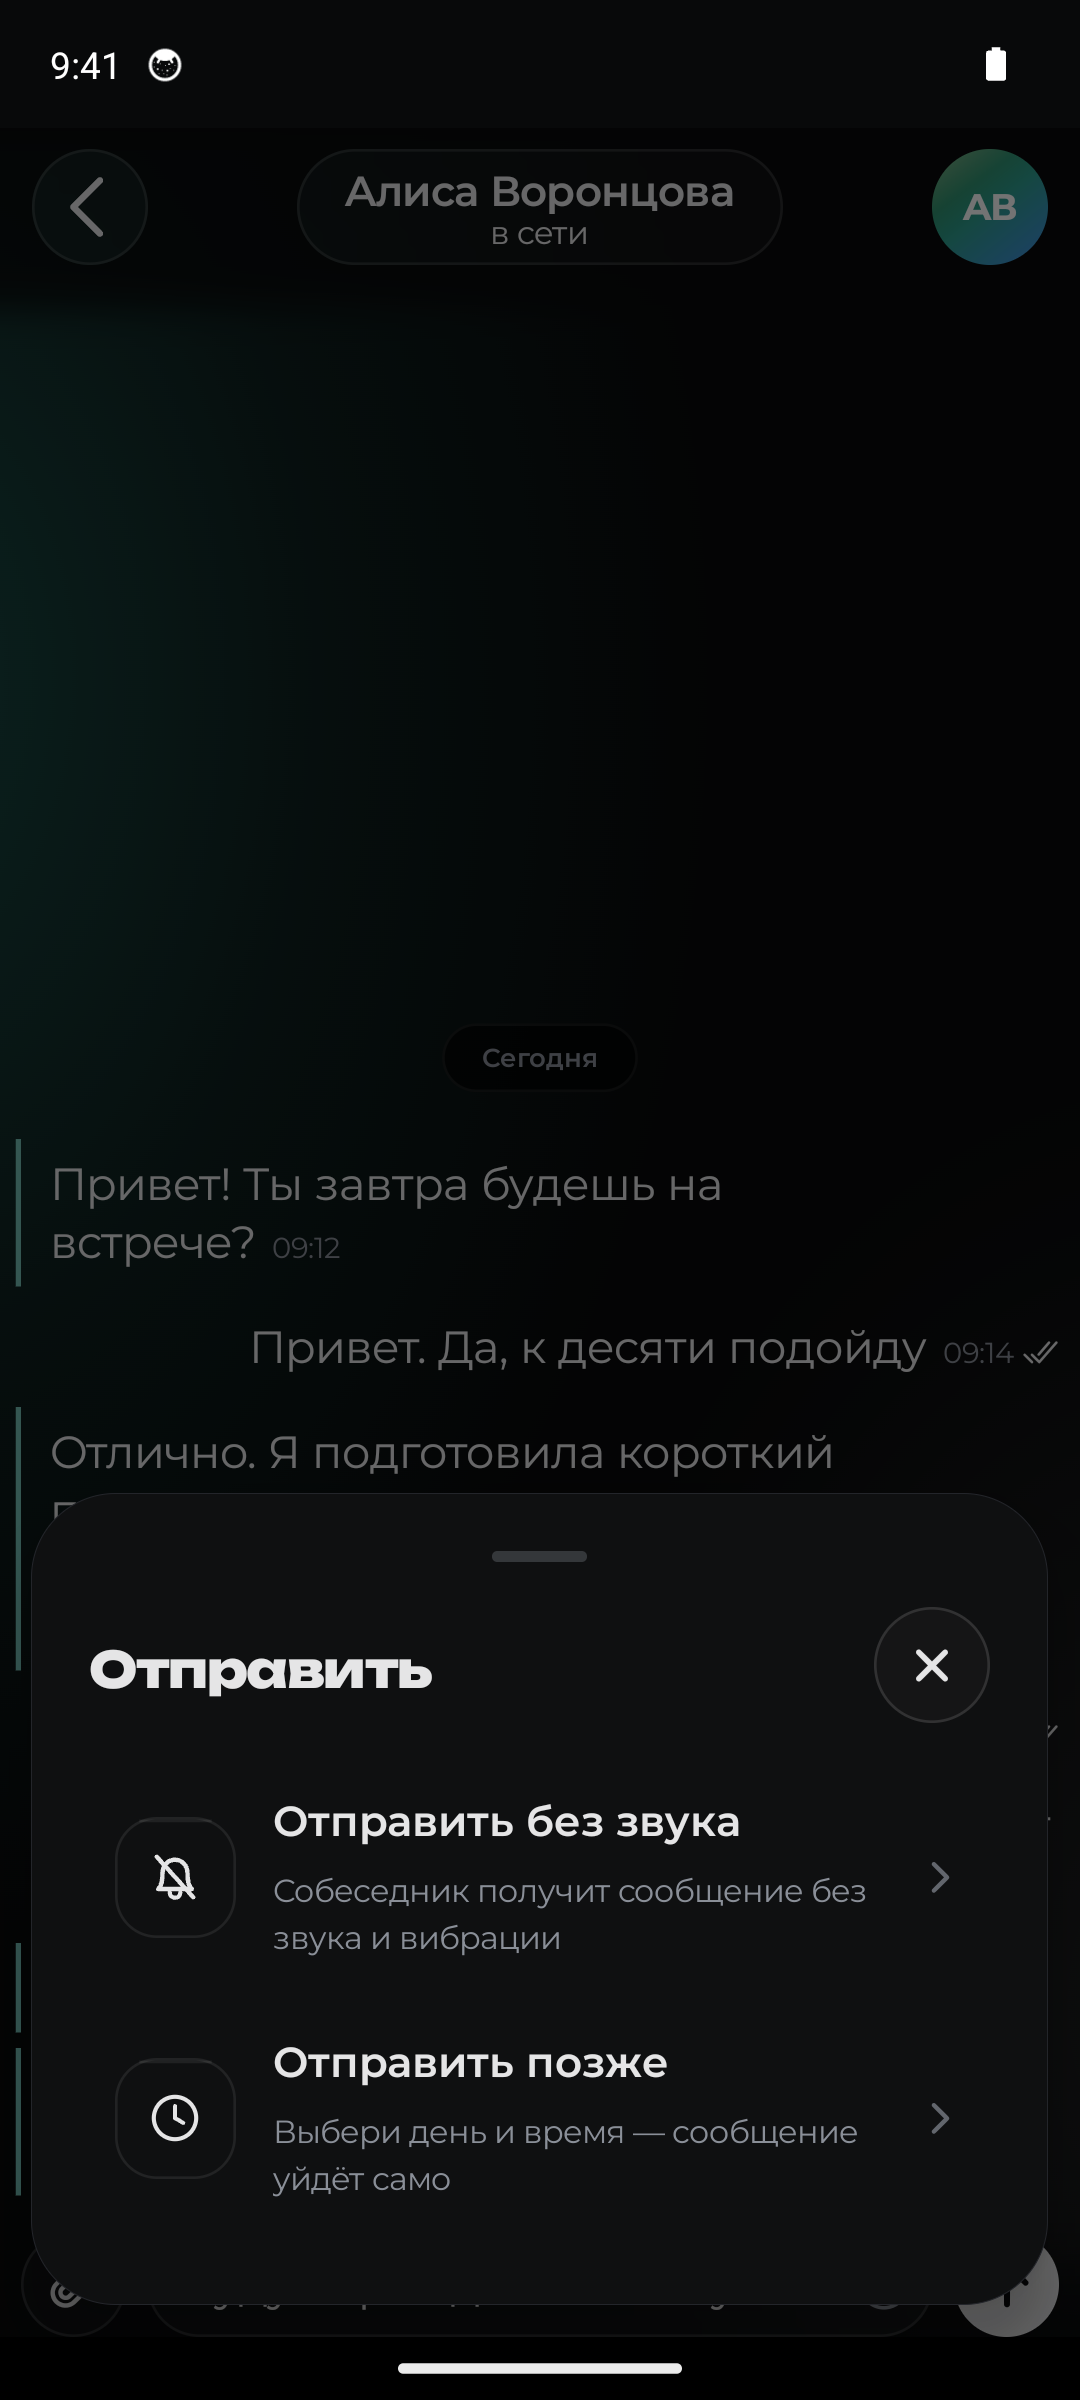 9:41
Алиса Воронцова
в сети
АВ
Сегодня
Привет! Ты завтра будешь на
встрече? 09:12
Привет. Да, к десяти подойду 09:14
Отлично. Я подготовила короткий
Отправить
Отправить без звука
Собеседник получит сообщение без
звука и вибрации
Отправить позже
Выбери день и время — сообщение
уйдёт само